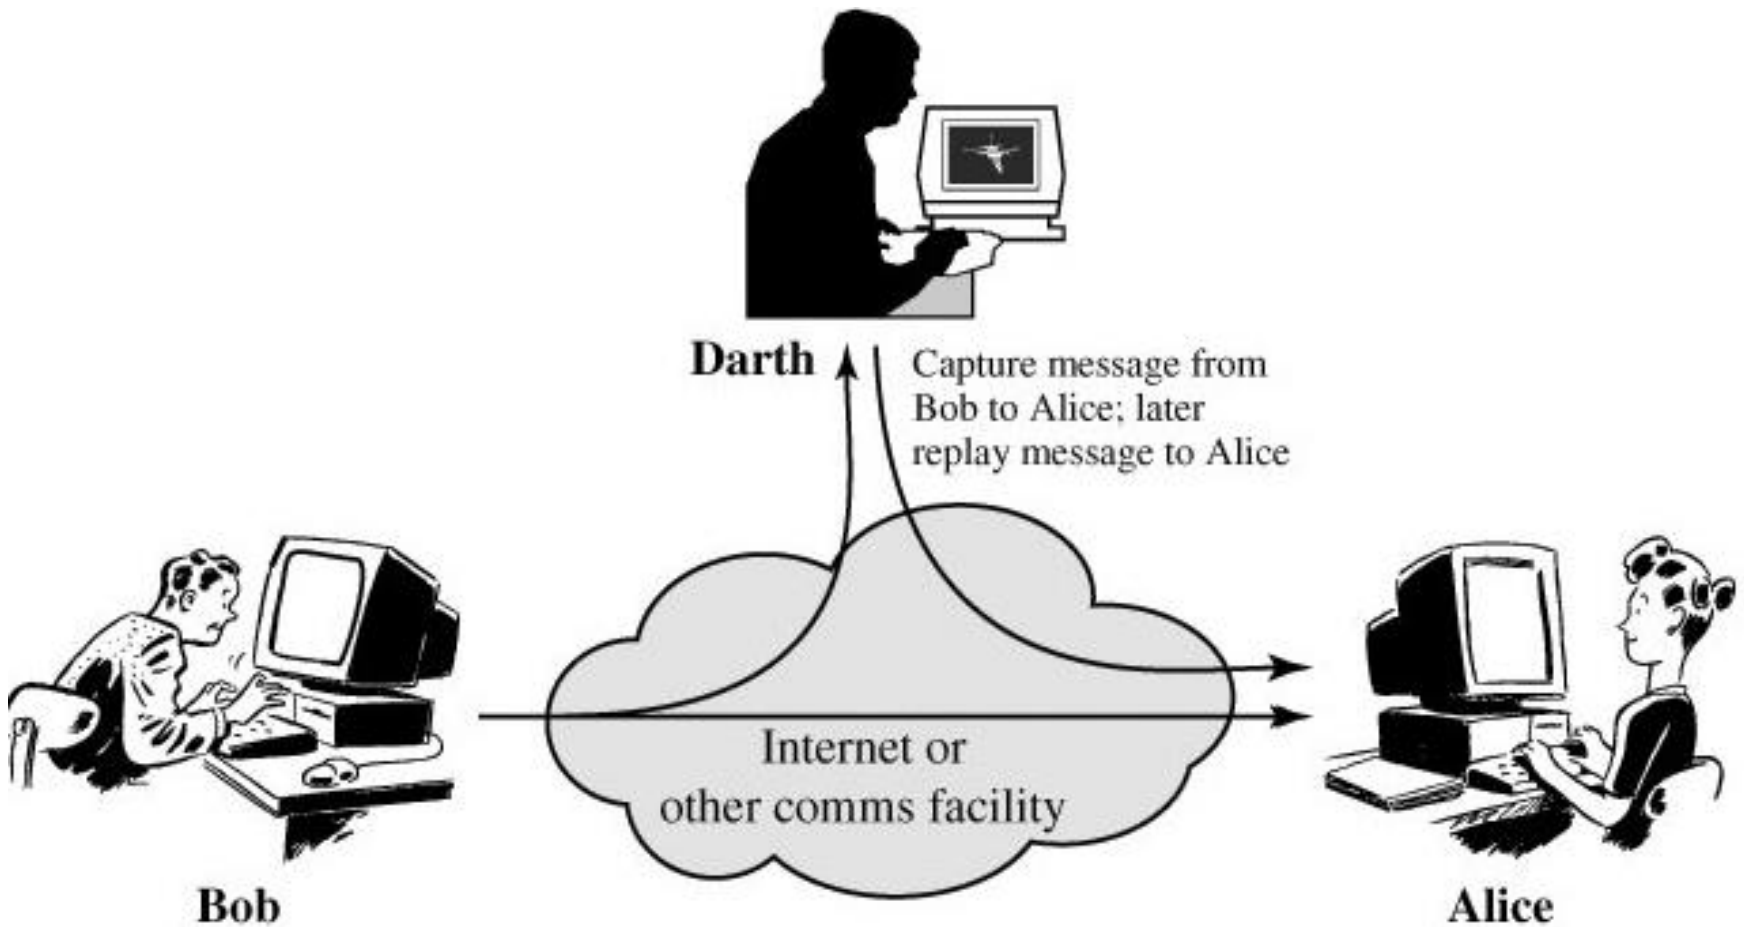 Darth
Capture message from
Bob to Alice; later
replay message to Alice
Internet or
other comms facility
Bob
Alice